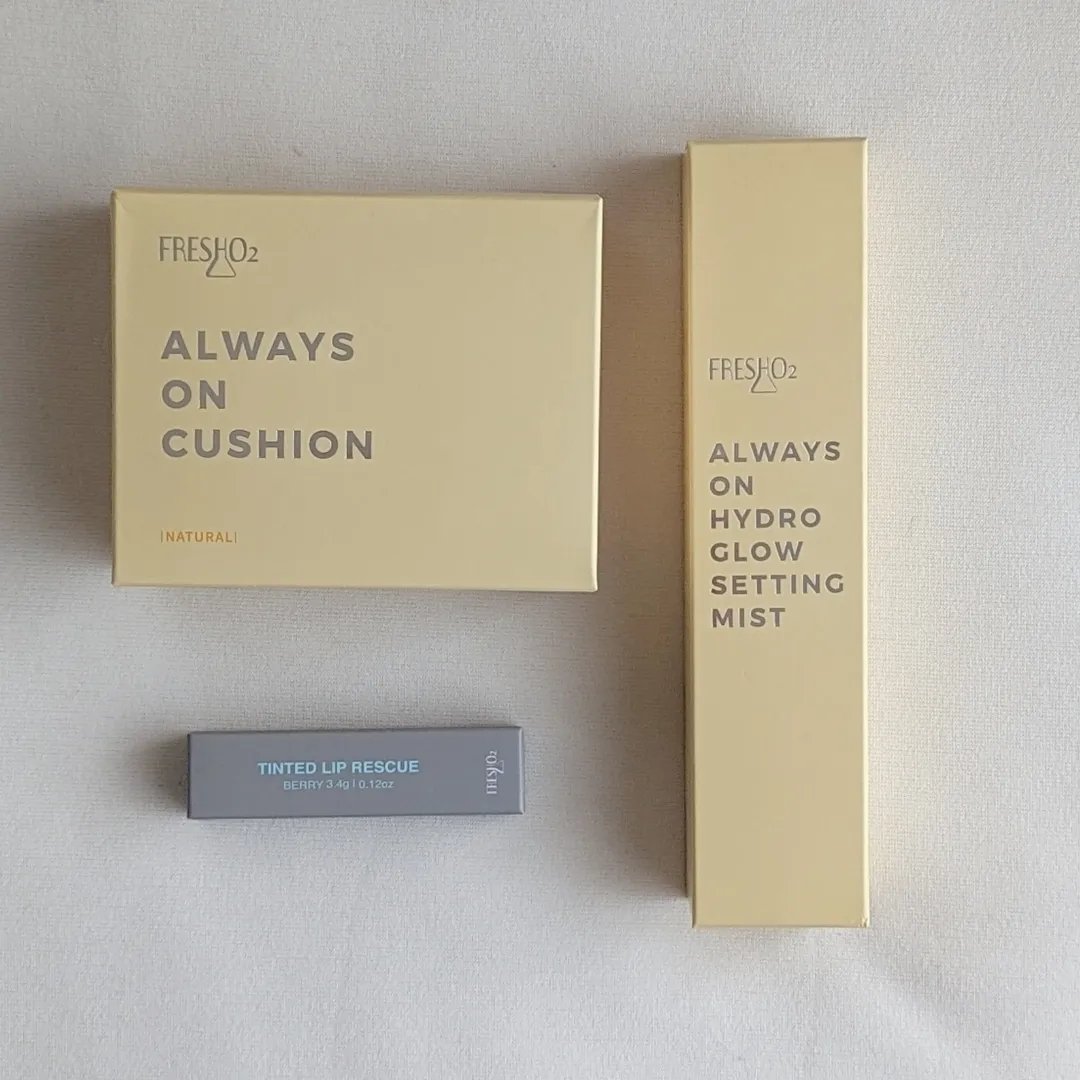 FRESHO2
ALWAYS
ON
CUSHION
|NATURAL|
FRESHO2
ALWAYS
ON
HYDRO
GLOW
SETTING
MIST
TINTED LIP RESCUE
BERRY 3.4g | 0.12oz
FRESHO2